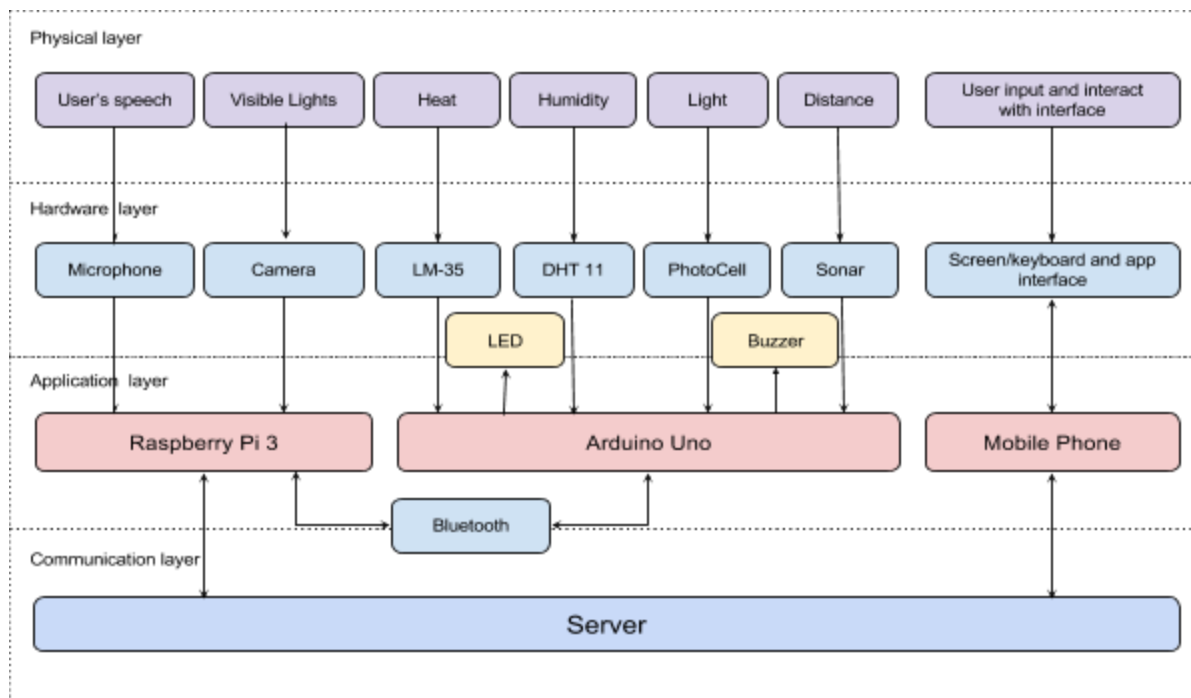 Physical layer
User's speech
Visible Lights
Heat
Humidity
Light
Distance
User input and interact
with interface
Hardware layer
Microphone
Camera
LM-35
DHT 11
PhotoCell
Sonar
Screen/keyboard and app
interface
LED
Buzzer
Application layer
Raspberry Pi 3
Arduino Uno
Mobile Phone
Bluetooth
Communication layer
Server